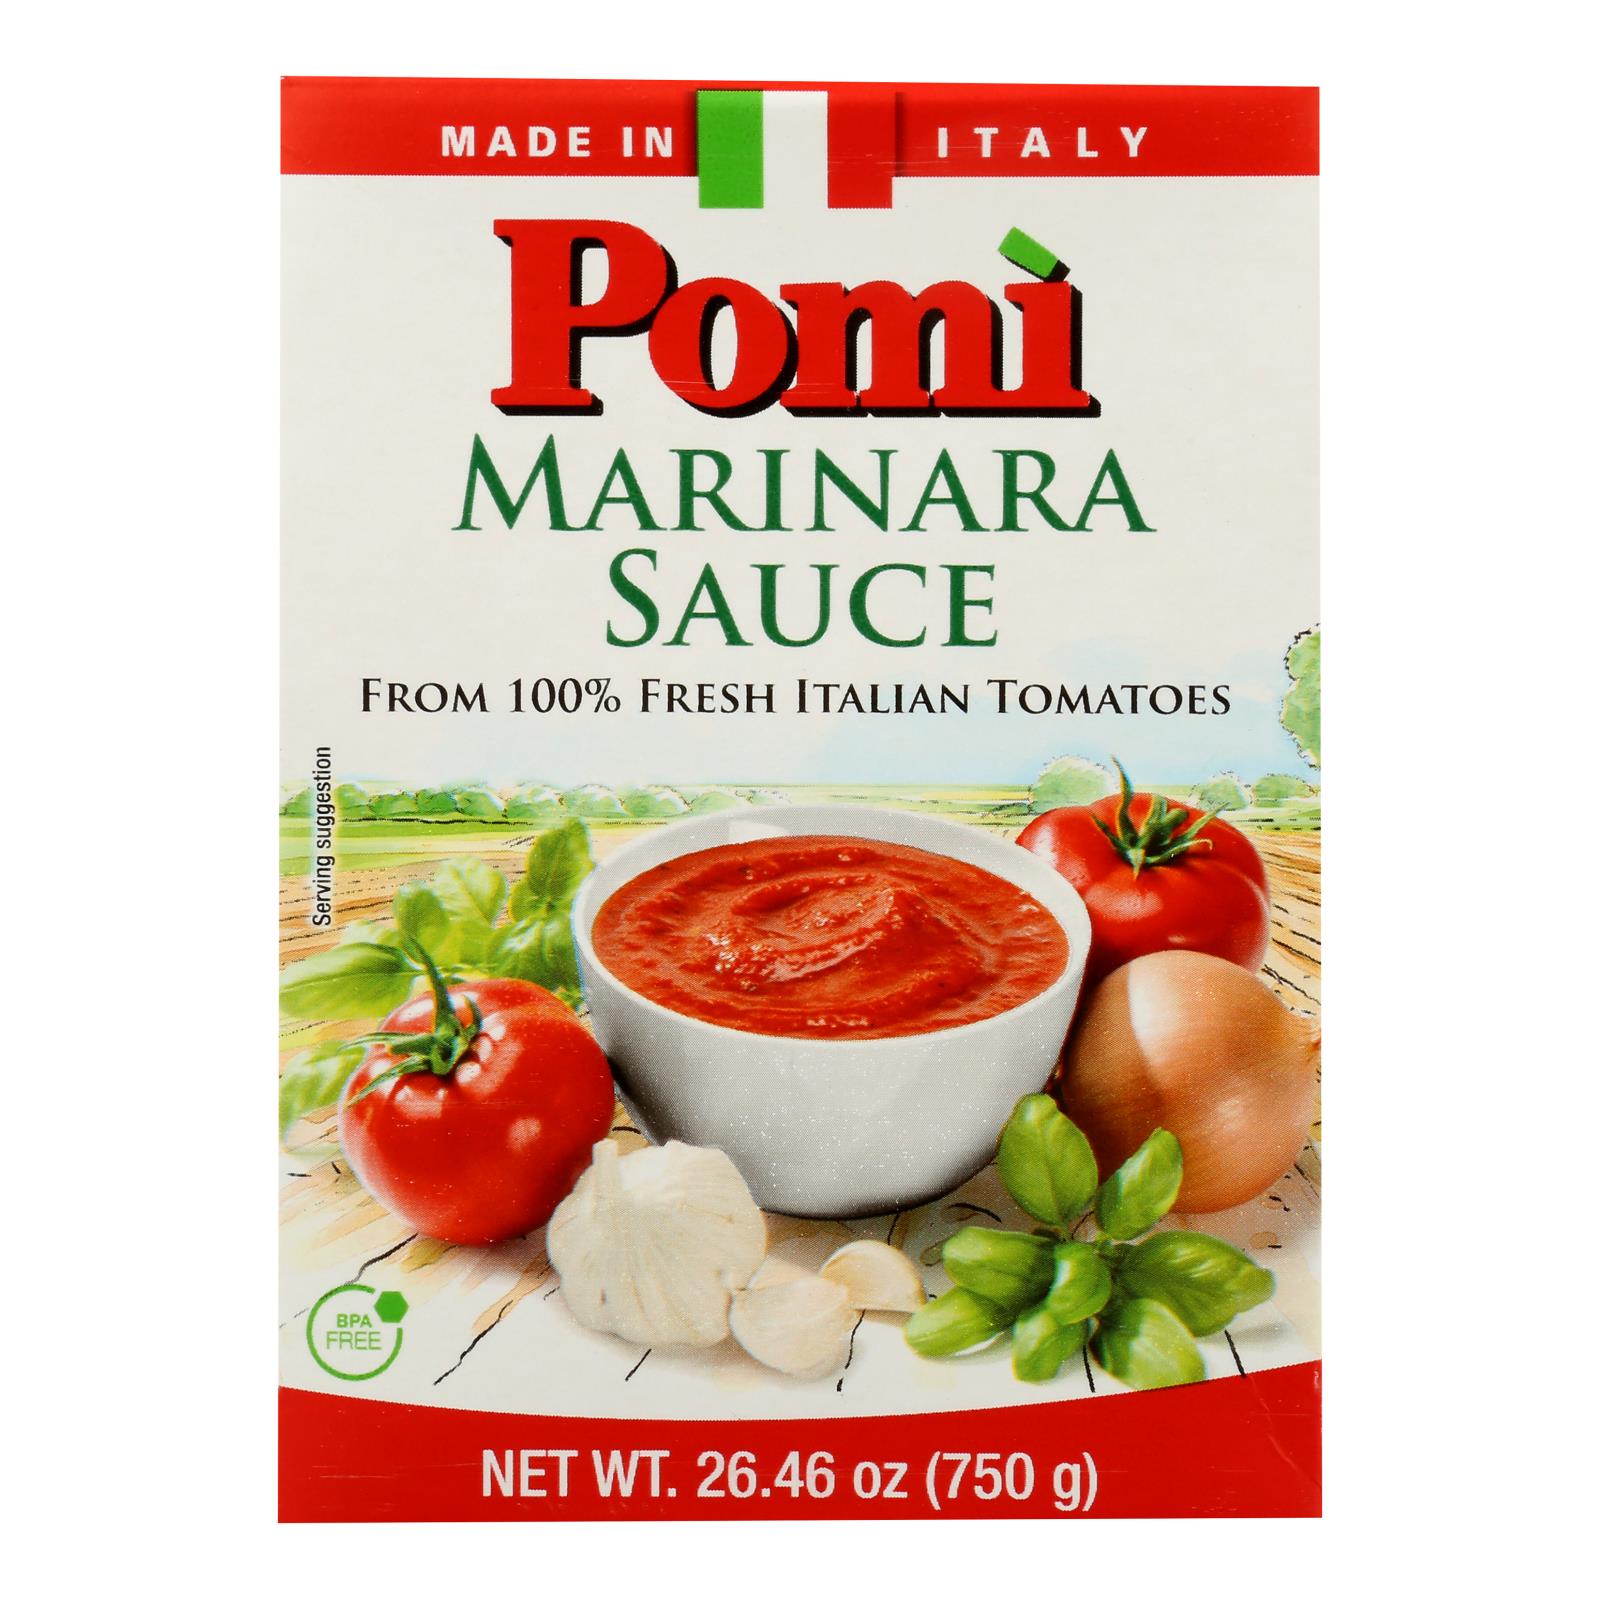 MADE IN ITALY
Pomì
MARINARA
SAUCE
FROM 100% FRESH ITALIAN TOMATOES
Serving suggestion
BPA
FREE
NET WT. 26.46 oz (750 g)